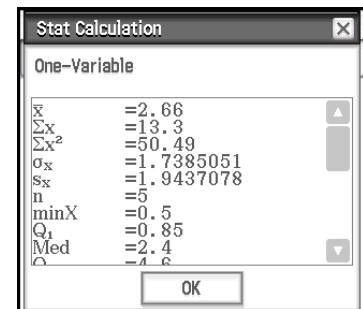 Stat Calculation
One-Variable
x̄ =2.66
Σx =13.3
Σx² =50.49
σx =1.7385051
sx =1.9437078
n =5
minX =0.5
Q₁ =0.85
Med =2.4
OK